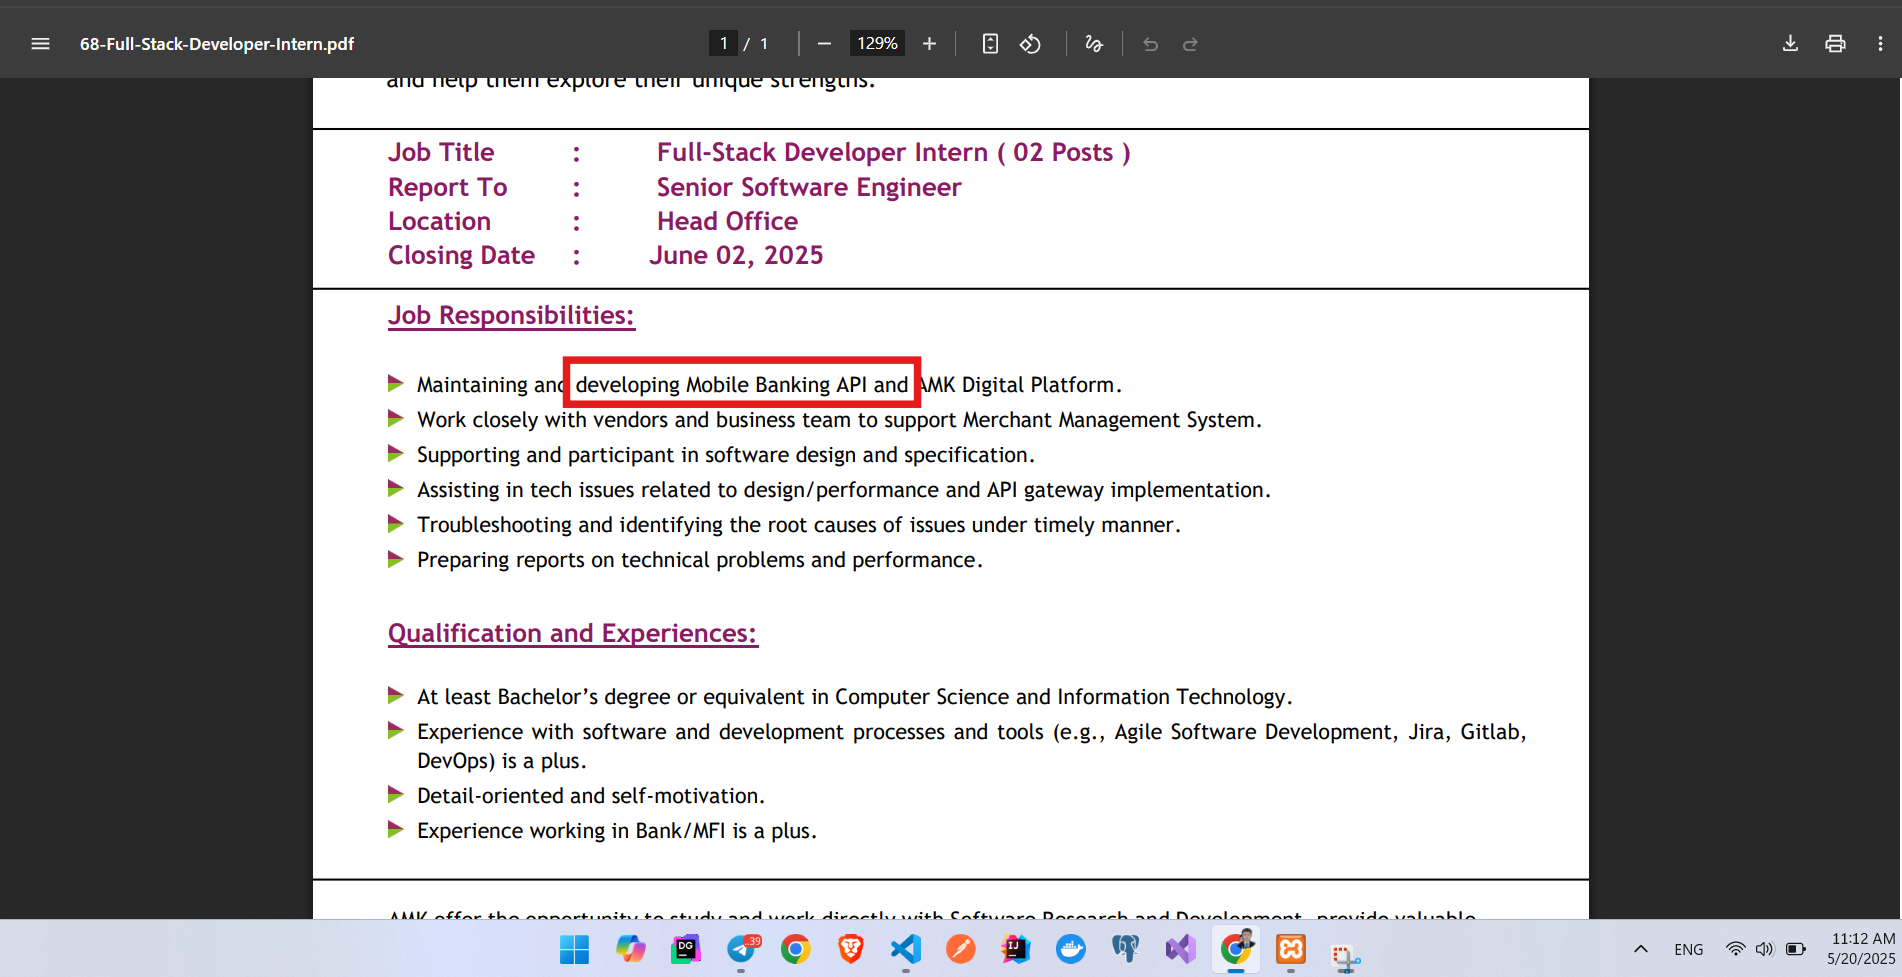 68-Full-Stack-Developer-Intern.pdf
1 / 1
129%
and help them explore their unique strengths.
Job Title : Full-Stack Developer Intern ( 02 Posts )
Report To : Senior Software Engineer
Location : Head Office
Closing Date : June 02, 2025
Job Responsibilities:
Maintaining and developing Mobile Banking API and AMK Digital Platform.
Work closely with vendors and business team to support Merchant Management System.
Supporting and participant in software design and specification.
Assisting in tech issues related to design/performance and API gateway implementation.
Troubleshooting and identifying the root causes of issues under timely manner.
Preparing reports on technical problems and performance.
Qualification and Experiences:
At least Bachelor’s degree or equivalent in Computer Science and Information Technology.
Experience with software and development processes and tools (e.g., Agile Software Development, Jira, Gitlab,
DevOps) is a plus.
Detail-oriented and self-motivation.
Experience working in Bank/MFI is a plus.
AMK offer the opportunity to study and work directly with Software Research and Development, provide valuable
DG
..39
IJ
ENG
11:12 AM
5/20/2025